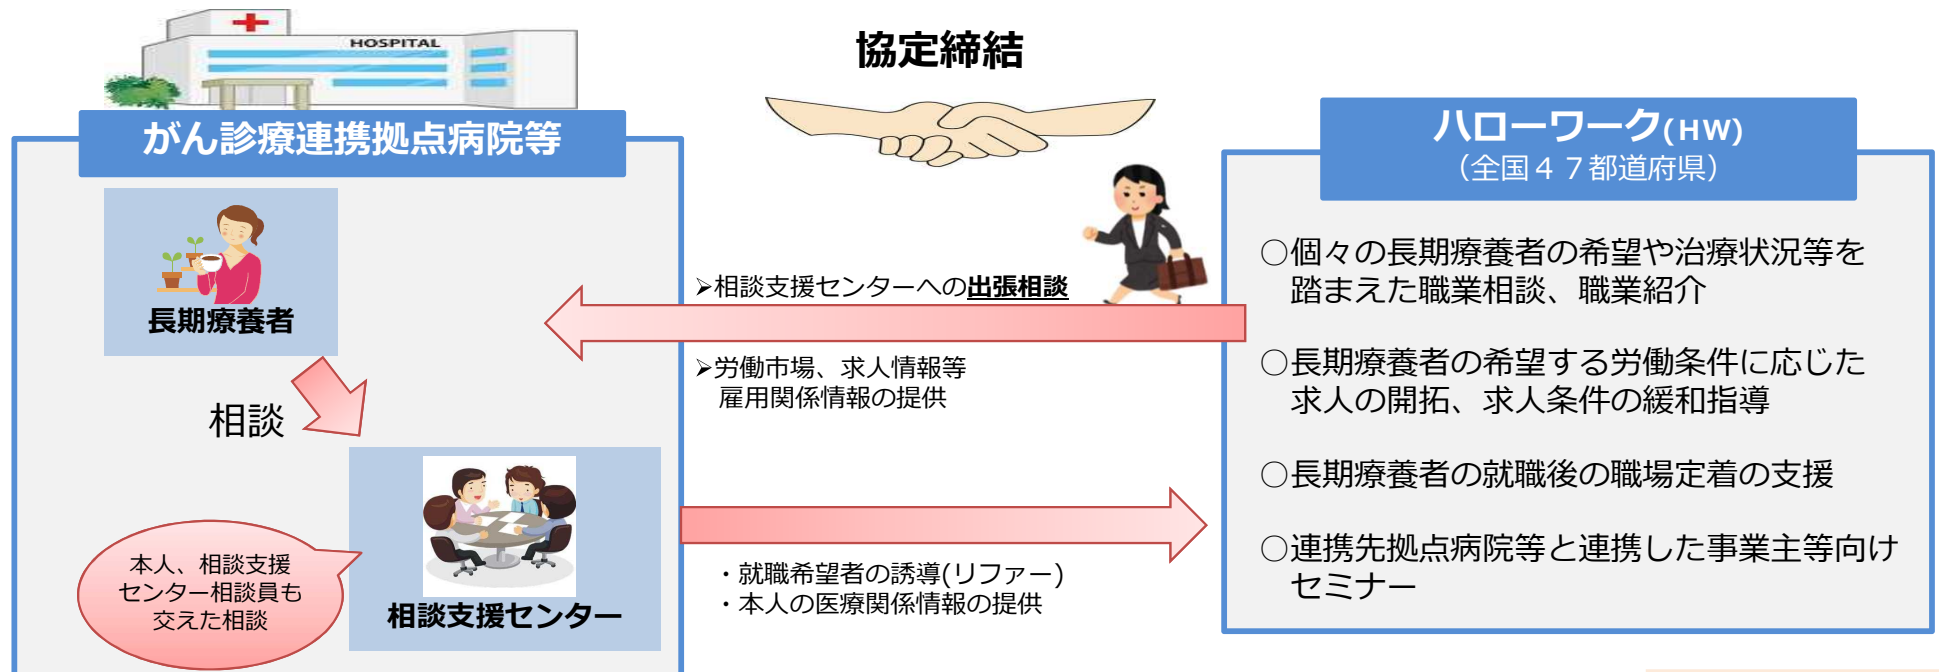 HOSPITAL
協定締結
がん診療連携拠点病院等
長期療養者
相談
本人、相談支援
センター相談員も
交えた相談
相談支援センター
➢相談支援センターへの出張相談
➢労働市場、求人情報等
雇用関係情報の提供
・就職希望者の誘導(リファー)
・本人の医療関係情報の提供
ハローワーク(HW)
（全国４７都道府県）
○個々の長期療養者の希望や治療状況等を
踏まえた職業相談、職業紹介
○長期療養者の希望する労働条件に応じた
求人の開拓、求人条件の緩和指導
○長期療養者の就職後の職場定着の支援
○連携先拠点病院等と連携した事業主等向け
セミナー